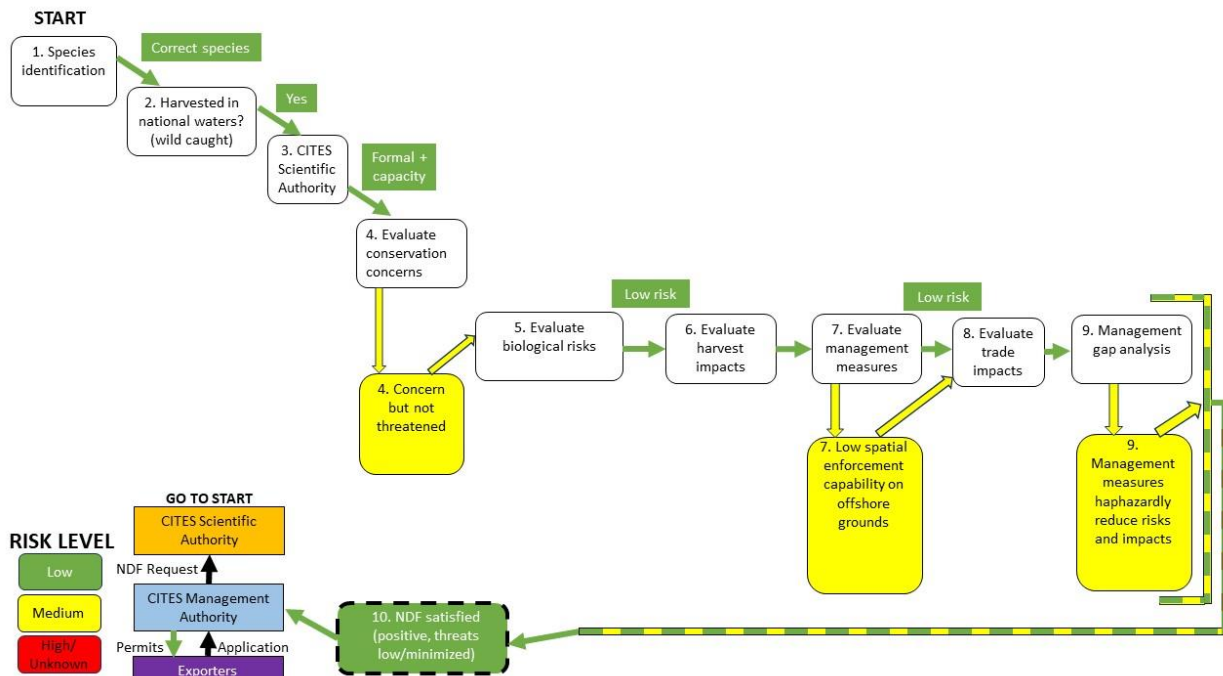 START
1. Species
identification
Correct species
2. Harvested in
national waters?
(wild caught)
Yes
3. CITES
Scientific
Authority
Formal +
capacity
4. Evaluate
conservation
concerns
4. Concern
but not
threatened
5. Evaluate
biological risks
Low risk
6. Evaluate
harvest
impacts
7. Evaluate
management
measures
7. Low spatial
enforcement
capability on
offshore
grounds
Low risk
8. Evaluate
trade
impacts
9. Management
gap analysis
9.
Management
measures
haphazardly
reduce risks
and impacts
10. NDF satisfied
(positive, threats
low/minimized)
GO TO START
CITES Scientific
Authority
NDF Request
CITES Management
Authority
Permits
Application
Exporters
RISK LEVEL
Low
Medium
High/
Unknown